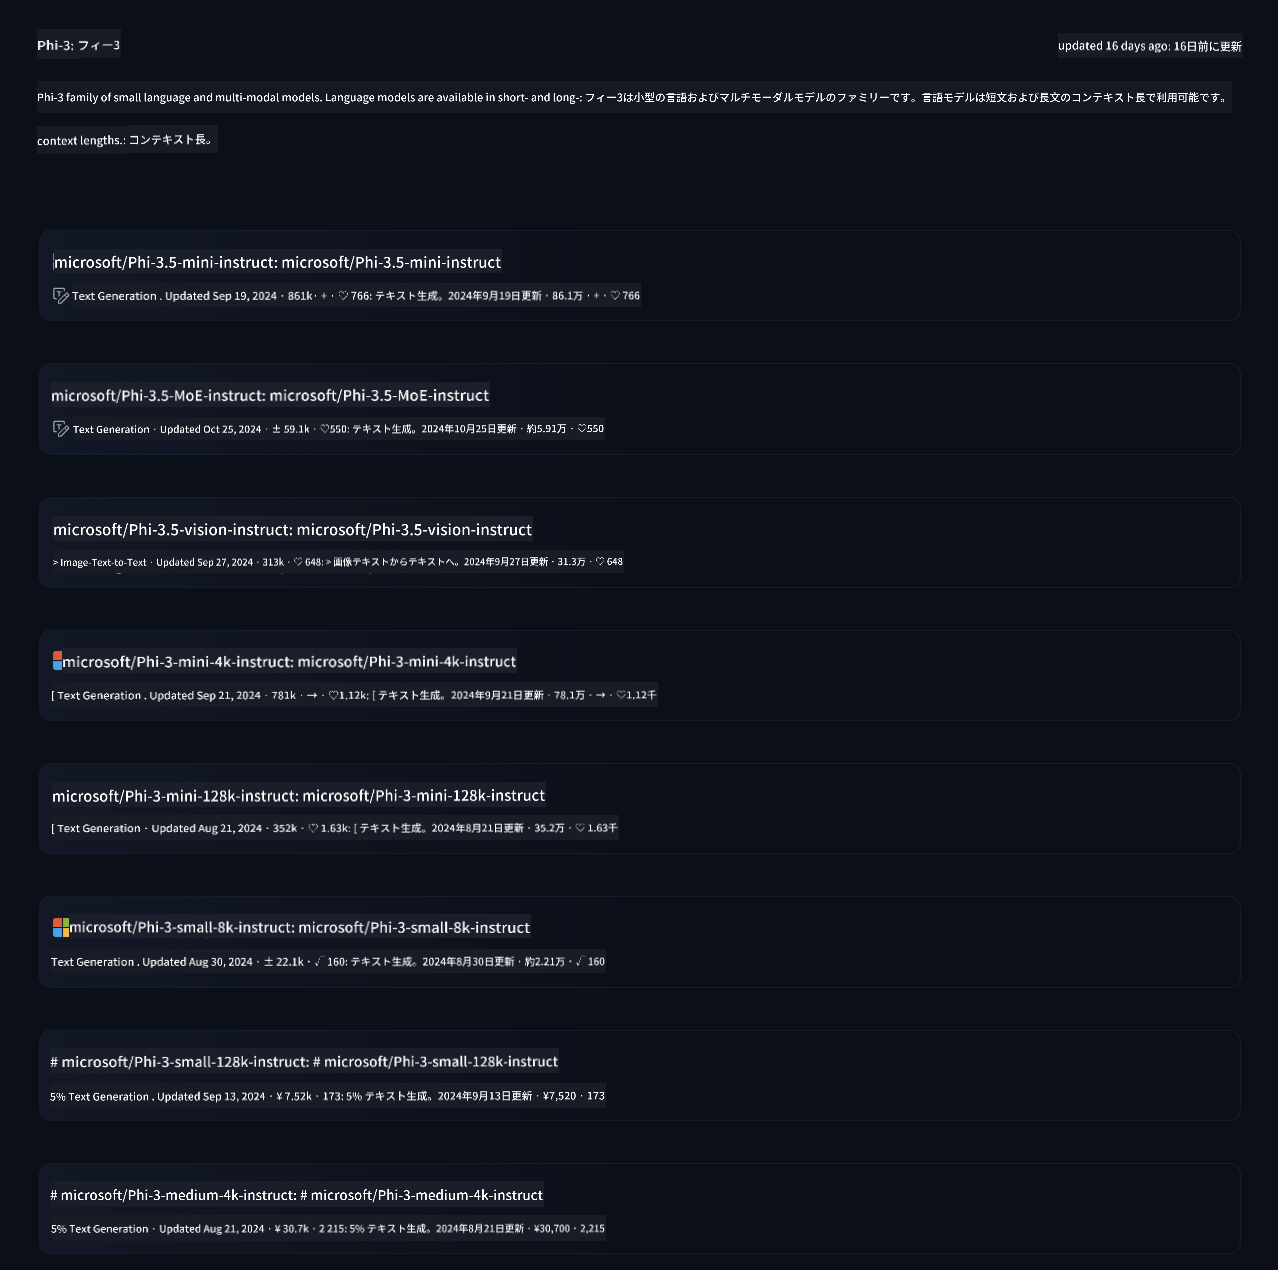 Phi-3: フィー3
updated 16 days ago: 16日前に更新
Phi-3 family of small language and multi-modal models. Language models are available in short- and long-: フィー3は小型の言語およびマルチモーダルモデルのファミリーです。言語モデルは短文および長文のコンテキスト長で利用可能です。
context lengths.: コンテキスト長。
microsoft/Phi-3.5-mini-instruct: microsoft/Phi-3.5-mini-instruct
Text Generation . Updated Sep 19, 2024 · 861k· + · ♡ 766: テキスト生成。2024年9月19日更新 · 86.1万 · + · ♡ 766
microsoft/Phi-3.5-MoE-instruct: microsoft/Phi-3.5-MoE-instruct
Text Generation · Updated Oct 25, 2024 · ± 59.1k · ♡550: テキスト生成。2024年10月25日更新 · 約5.91万 · ♡550
microsoft/Phi-3.5-vision-instruct: microsoft/Phi-3.5-vision-instruct
> Image-Text-to-Text · Updated Sep 27, 2024 · 313k · ♡ 648: > 画像テキストからテキストへ。2024年9月27日更新 · 31.3万 · ♡ 648
microsoft/Phi-3-mini-4k-instruct: microsoft/Phi-3-mini-4k-instruct
[ Text Generation . Updated Sep 21, 2024 · 781k · → · ♡1.12k: [ テキスト生成。2024年9月21日更新 · 78.1万 · → · ♡1.12千
microsoft/Phi-3-mini-128k-instruct: microsoft/Phi-3-mini-128k-instruct
[ Text Generation · Updated Aug 21, 2024 · 352k · ♡ 1.63k: [ テキスト生成。2024年8月21日更新 · 35.2万 · ♡ 1.63千
microsoft/Phi-3-small-8k-instruct: microsoft/Phi-3-small-8k-instruct
Text Generation . Updated Aug 30, 2024 · ± 22.1k · √ 160: テキスト生成。2024年8月30日更新 · 約2.21万 · √ 160
# microsoft/Phi-3-small-128k-instruct: # microsoft/Phi-3-small-128k-instruct
5% Text Generation . Updated Sep 13, 2024 · ¥ 7.52k · 173: 5% テキスト生成。2024年9月13日更新 · ¥7,520 · 173
# microsoft/Phi-3-medium-4k-instruct: # microsoft/Phi-3-medium-4k-instruct
5% Text Generation · Updated Aug 21, 2024 · ¥ 30.7k · 2 215: 5% テキスト生成。2024年8月21日更新 · ¥30,700 · 2,215